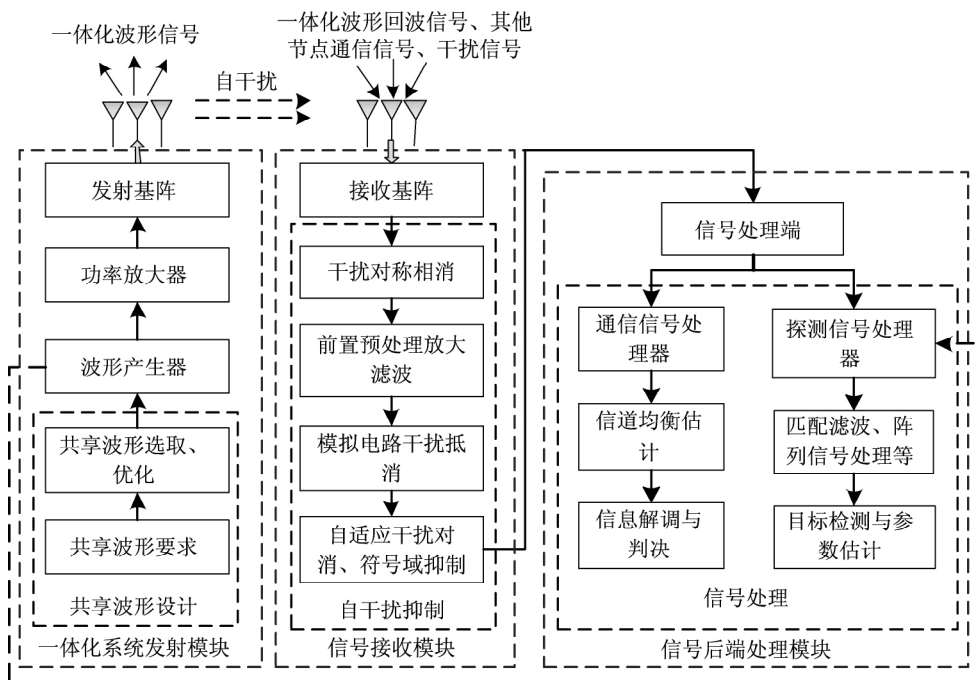 一体化波形信号
自干扰
一体化波形回波信号、其他
节点通信信号、干扰信号
发射基阵
功率放大器
波形产生器
共享波形选取、
优化
共享波形要求
共享波形设计
一体化系统发射模块
接收基阵
干扰对称相消
前置预处理放大
滤波
模拟电路干扰抵
消
自适应干扰对
消、符号域抑制
自干扰抑制
信号接收模块
信号处理端
通信信号处
理器
信道均衡估
计
信息解调与
判决
探测信号处理
器
匹配滤波、阵
列信号处理等
目标检测与参
数估计
信号处理
信号后端处理模块